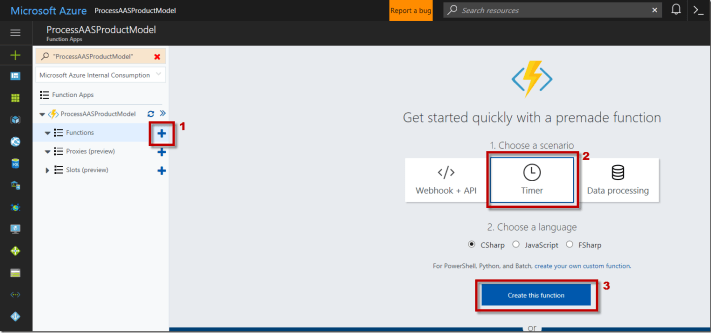 Microsoft Azure ProcessAASProductModel
Report a bug
Search resources
ProcessAASProductModel
Function Apps
"ProcessAASProductModel"
Microsoft Azure Internal Consumption
Function Apps
ProcessAASProductModel
Functions
1
Proxies (preview)
Slots (preview)
Get started quickly with a premade function
1. Choose a scenario
2
Webhook + API
Timer
Data processing
2. Choose a language
CSharp JavaScript FSharp
For PowerShell, Python, and Batch, create your own custom function.
3
Create this function
or